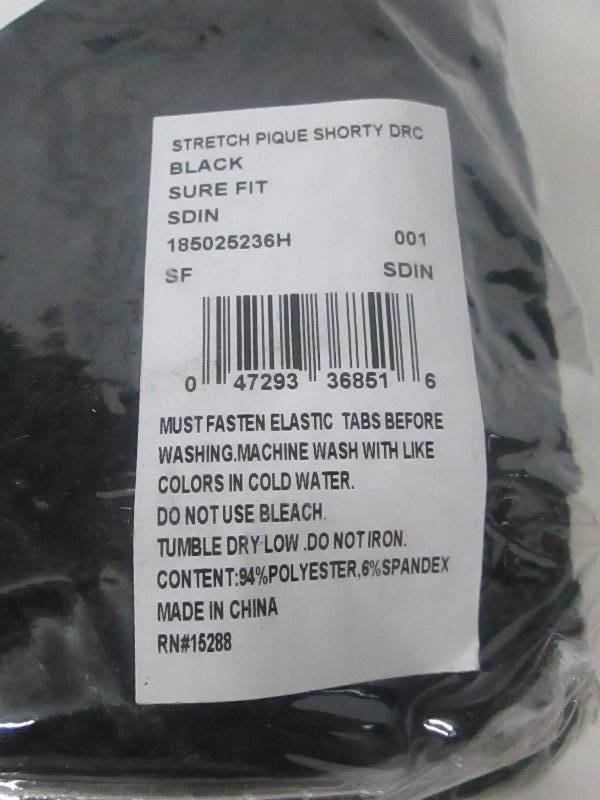 STRETCH PIQUE SHORTY DRC
BLACK
SURE FIT
SDIN
185025236H 001
SF SDIN
0 47293 36851 6
MUST FASTEN ELASTIC TABS BEFORE
WASHING.MACHINE WASH WITH LIKE
COLORS IN COLD WATER.
DO NOT USE BLEACH.
TUMBLE DRY LOW .DO NOT IRON.
CONTENT:94%POLYESTER,6%SPANDEX
MADE IN CHINA
RN#15288